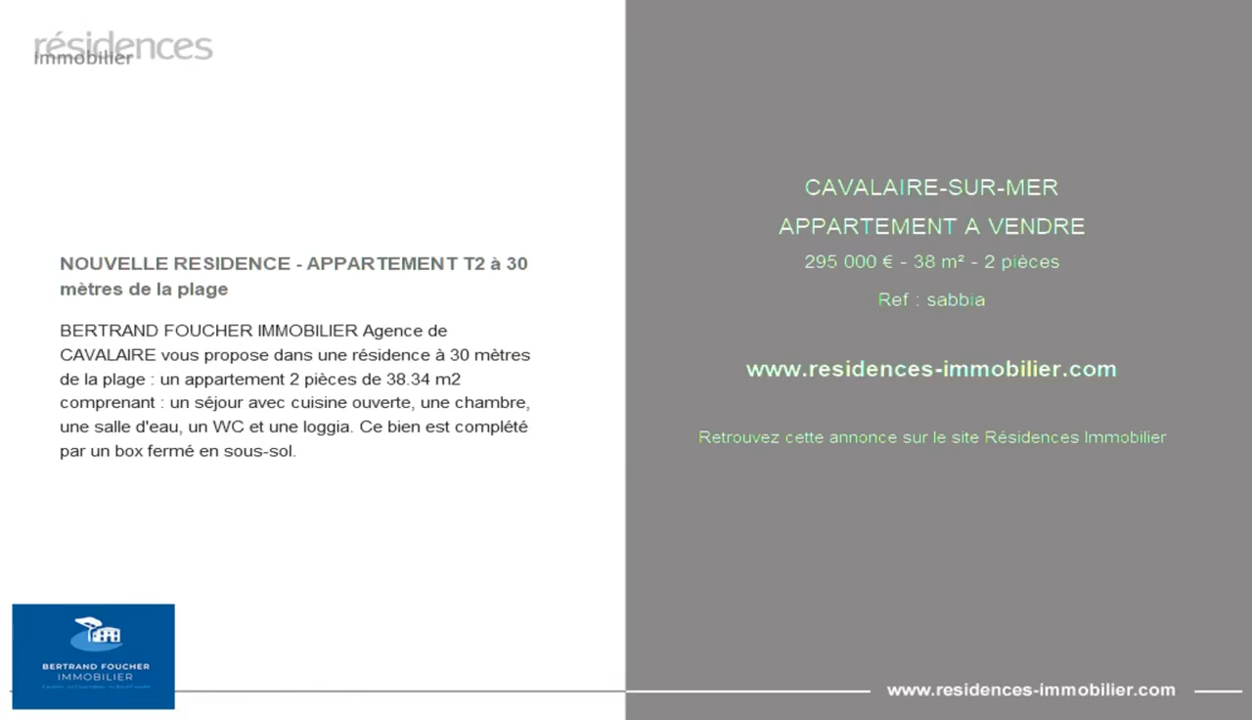 résidences
Immobilier
NOUVELLE RESIDENCE - APPARTEMENT T2 à 30
mètres de la plage
BERTRAND FOUCHER IMMOBILIER Agence de
CAVALAIRE vous propose dans une résidence à 30 mètres
de la plage : un appartement 2 pièces de 38.34 m2
comprenant : un séjour avec cuisine ouverte, une chambre,
une salle d'eau, un WC et une loggia. Ce bien est complété
par un box fermé en sous-sol.
BERTRAND FOUCHER
IMMOBILIER
CAVALAIRE-SUR-MER
APPARTEMENT A VENDRE
295 000 € - 38 m² - 2 pièces
Ref : sabbia
www.residences-immobilier.com
Retrouvez cette annonce sur le site Résidences Immobilier
www.residences-immobilier.com